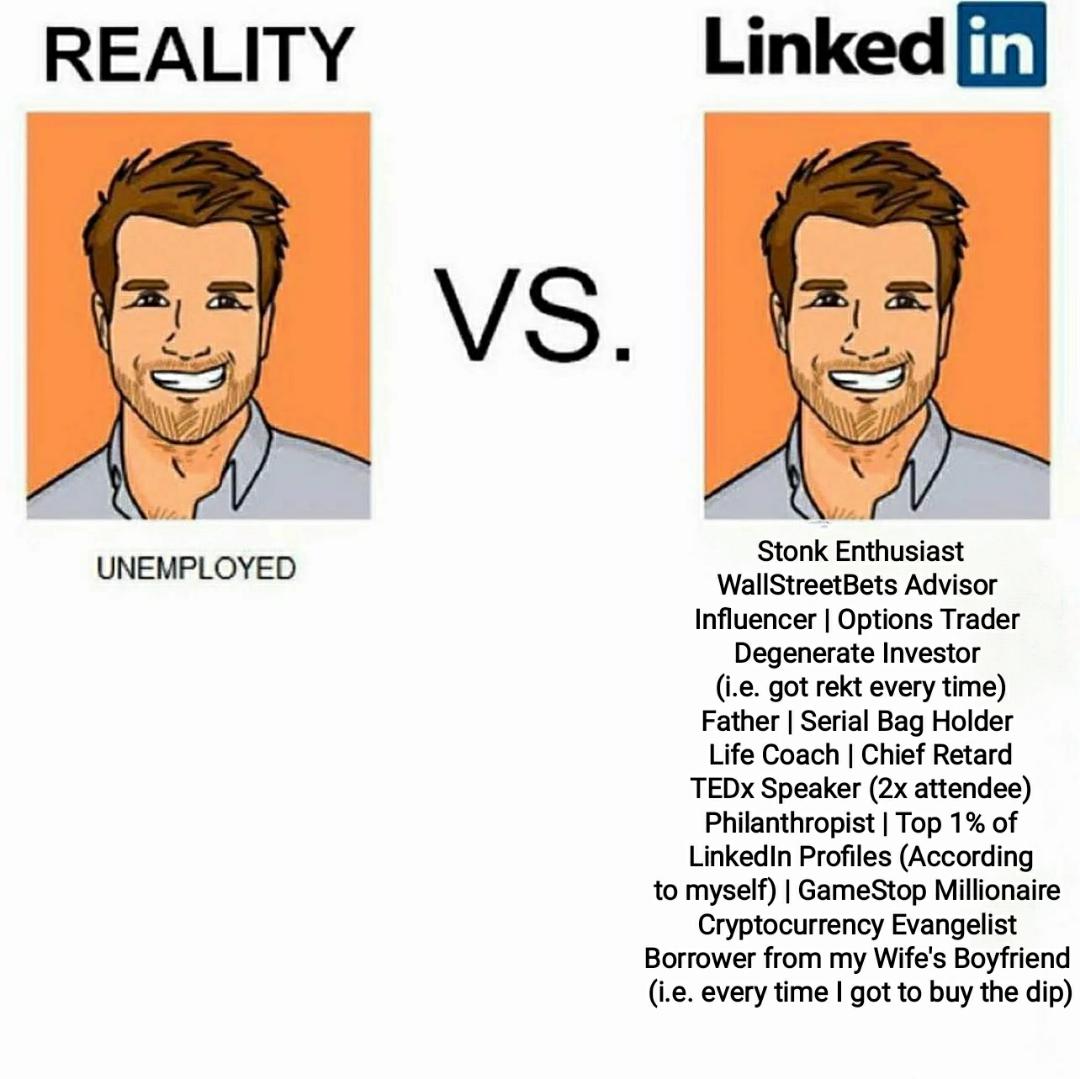 REALITY
Linked in
VS.
UNEMPLOYED
Stonk Enthusiast
WallStreetBets Advisor
Influencer | Options Trader
Degenerate Investor
(i.e. got rekt every time)
Father | Serial Bag Holder
Life Coach | Chief Retard
TEDx Speaker (2x attendee)
Philanthropist | Top 1% of
LinkedIn Profiles (According
to myself) | GameStop Millionaire
Cryptocurrency Evangelist
Borrower from my Wife's Boyfriend
(i.e. every time I got to buy the dip)